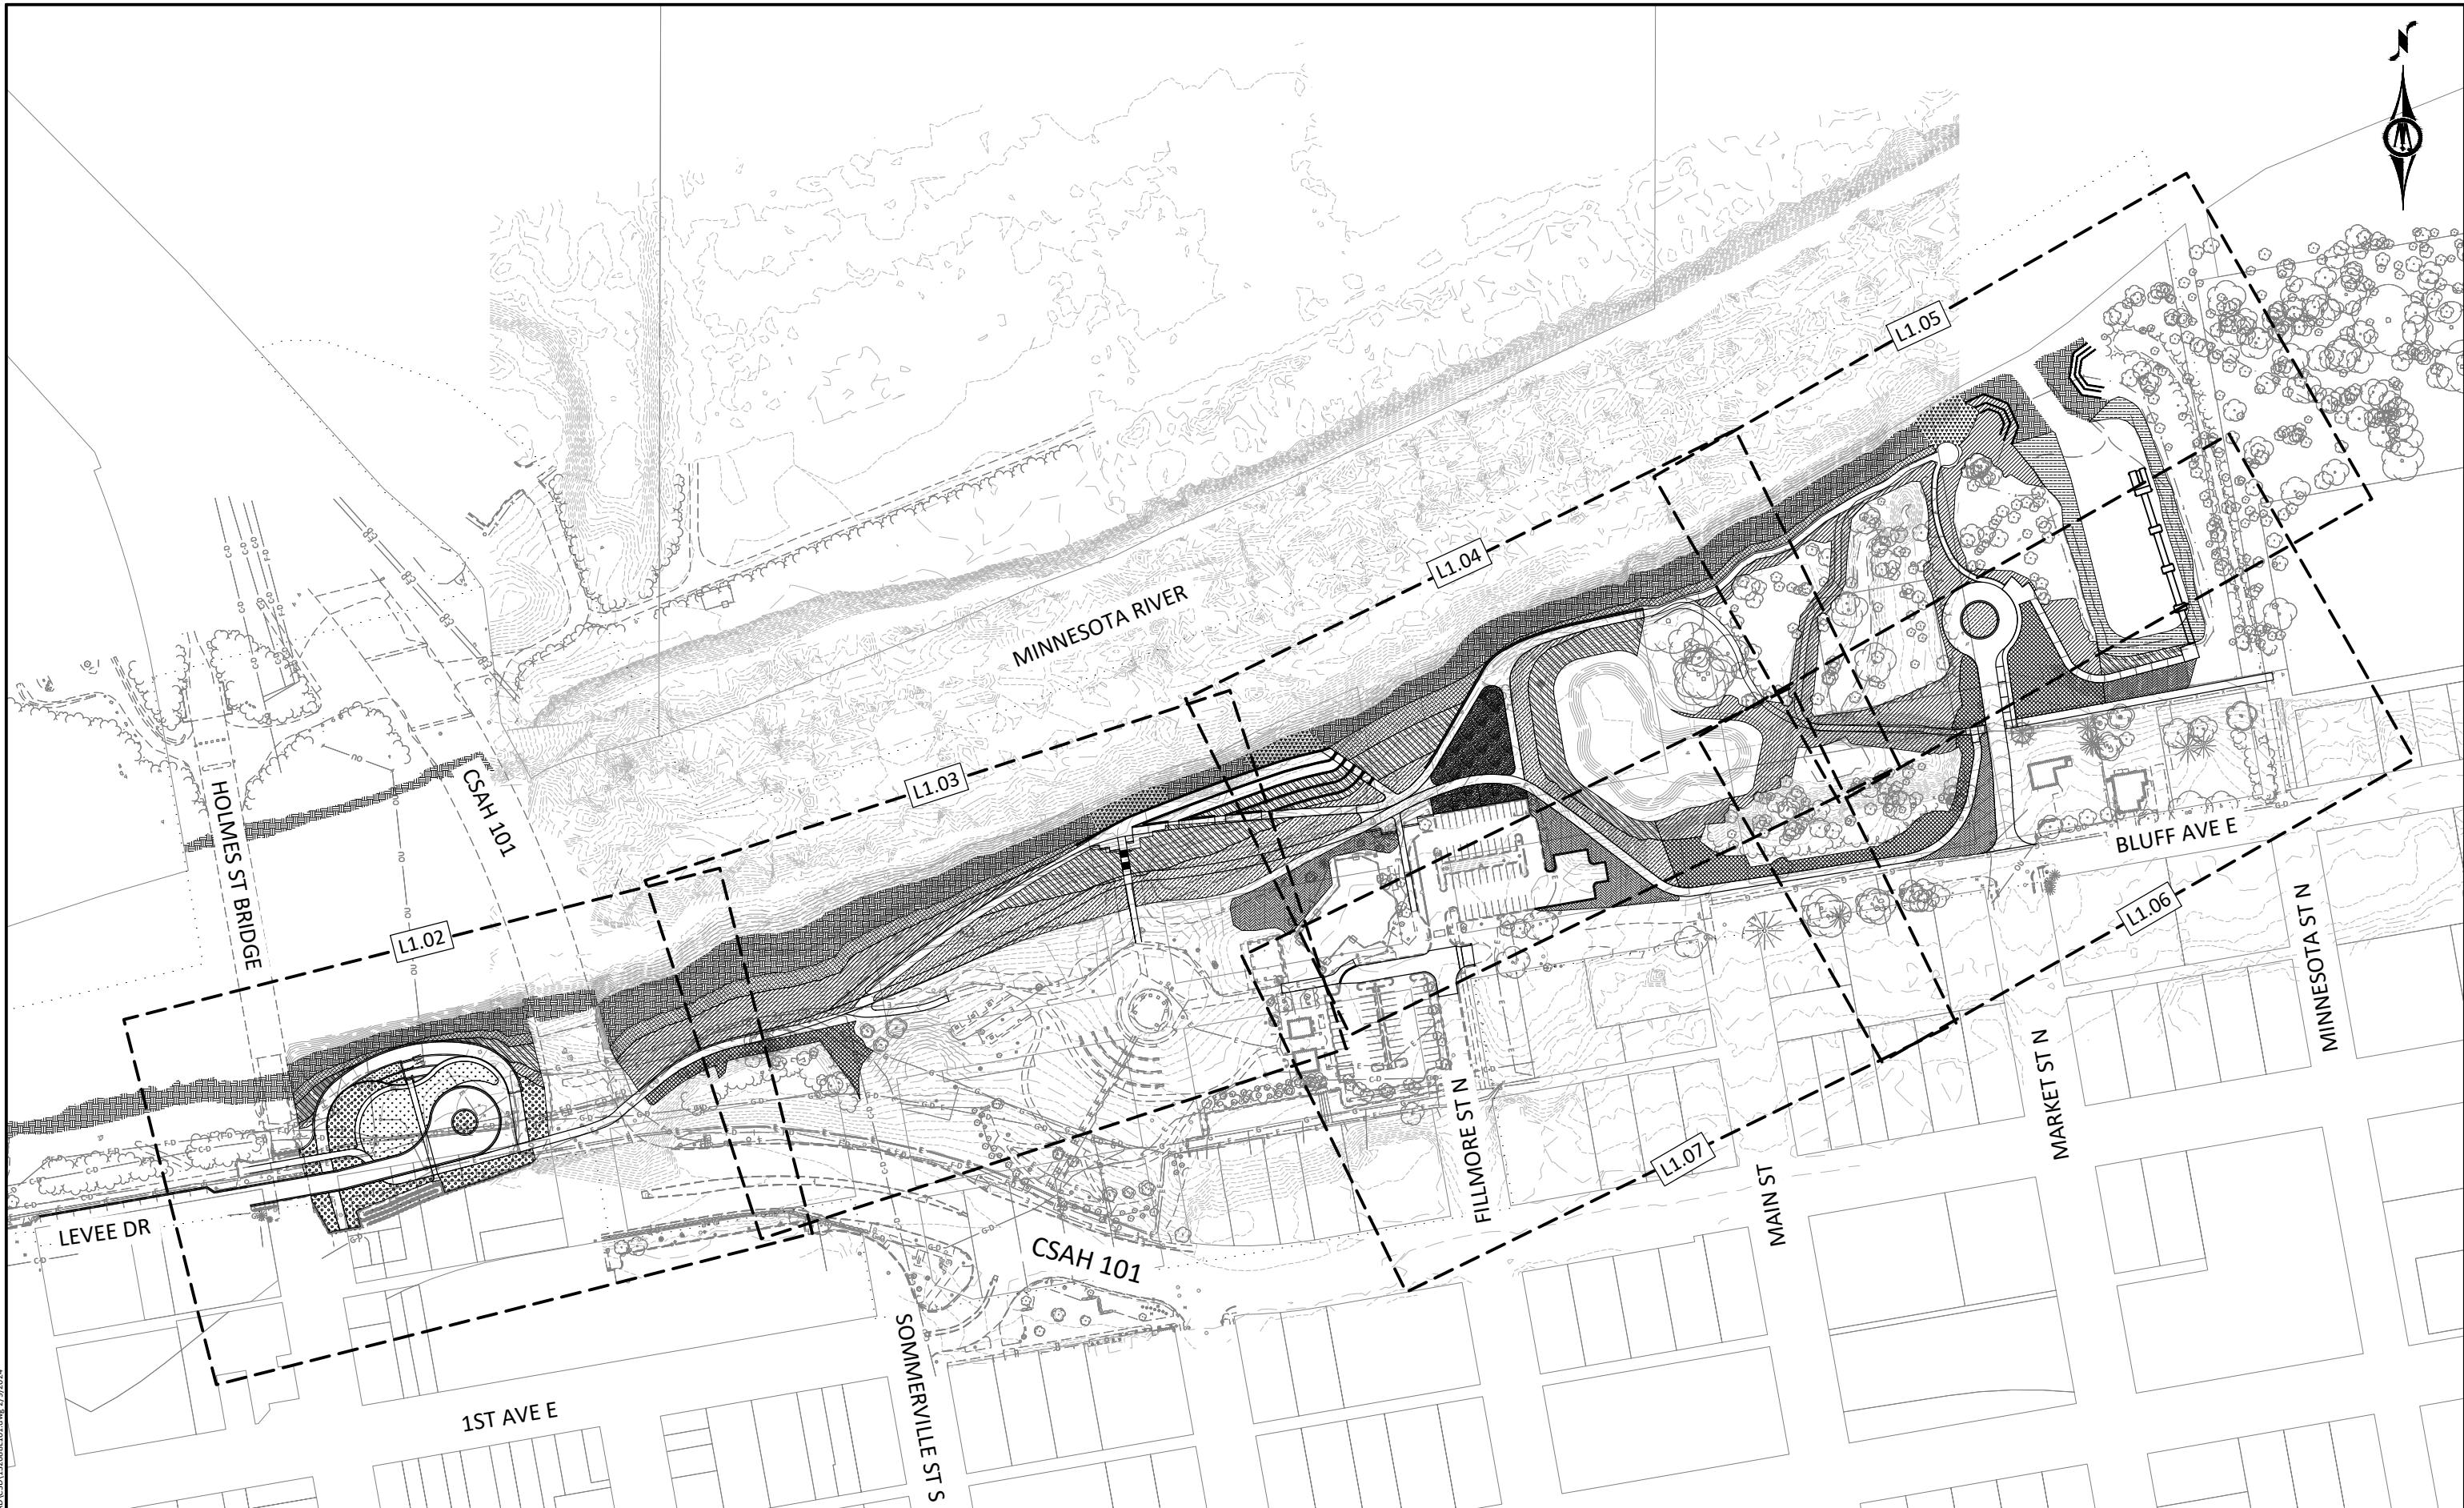 N
L1.05
L1.04
MINNESOTA RIVER
L1.03
CSAH 101
HOLMES ST BRIDGE
BLUFF AVE E
L1.02
L1.06
MINNESOTA ST N
MARKET ST N
FILLMORE ST N
L1.07
MAIN ST
LEVEE DR
CSAH 101
SOMMERVILLE ST S
1ST AVE E